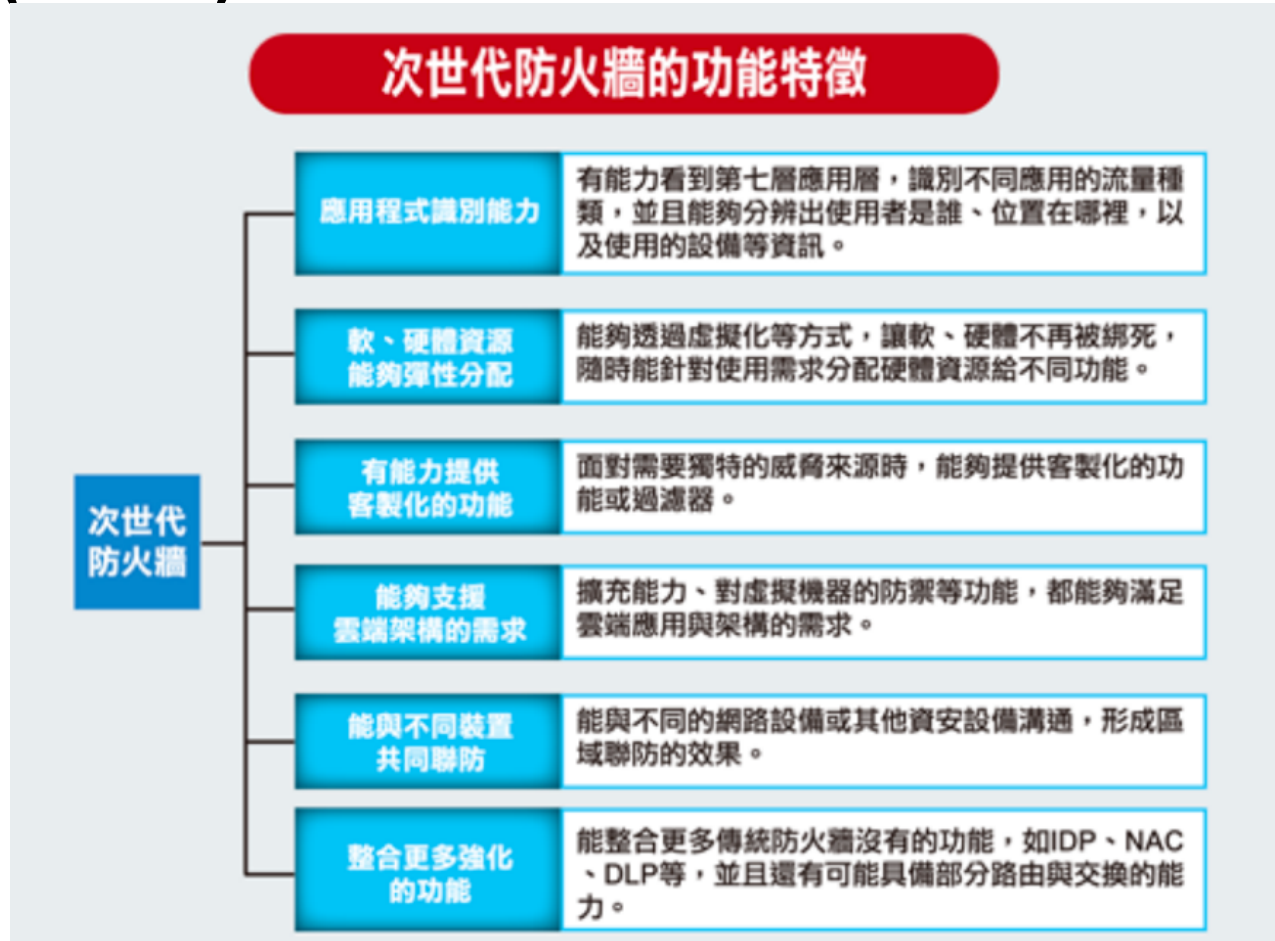 次世代防火牆的功能特徵
應用程式識別能力
有能力看到第七層應用層，識別不同應用的流量種
類，並且能夠分辨出使用者是誰、位置在哪裡，以
及使用的設備等資訊。
軟、硬體資源
能夠彈性分配
能夠透過虛擬化等方式，讓軟、硬體不再被綁死，
隨時能針對使用需求分配硬體資源給不同功能。
有能力提供
客製化的功能
面對需要獨特的威脅來源時，能夠提供客製化的功
能或過濾器。
次世代
防火牆
能夠支援
雲端架構的需求
擴充能力、對虛擬機器的防禦等功能，都能夠滿足
雲端應用與架構的需求。
能與不同裝置
共同聯防
能與不同的網路設備或其他資安設備溝通，形成區
域聯防的效果。
整合更多強化
的功能
能整合更多傳統防火牆沒有的功能，如IDP、NAC
、DLP等，並且還有可能具備部分路由與交換的能
力。